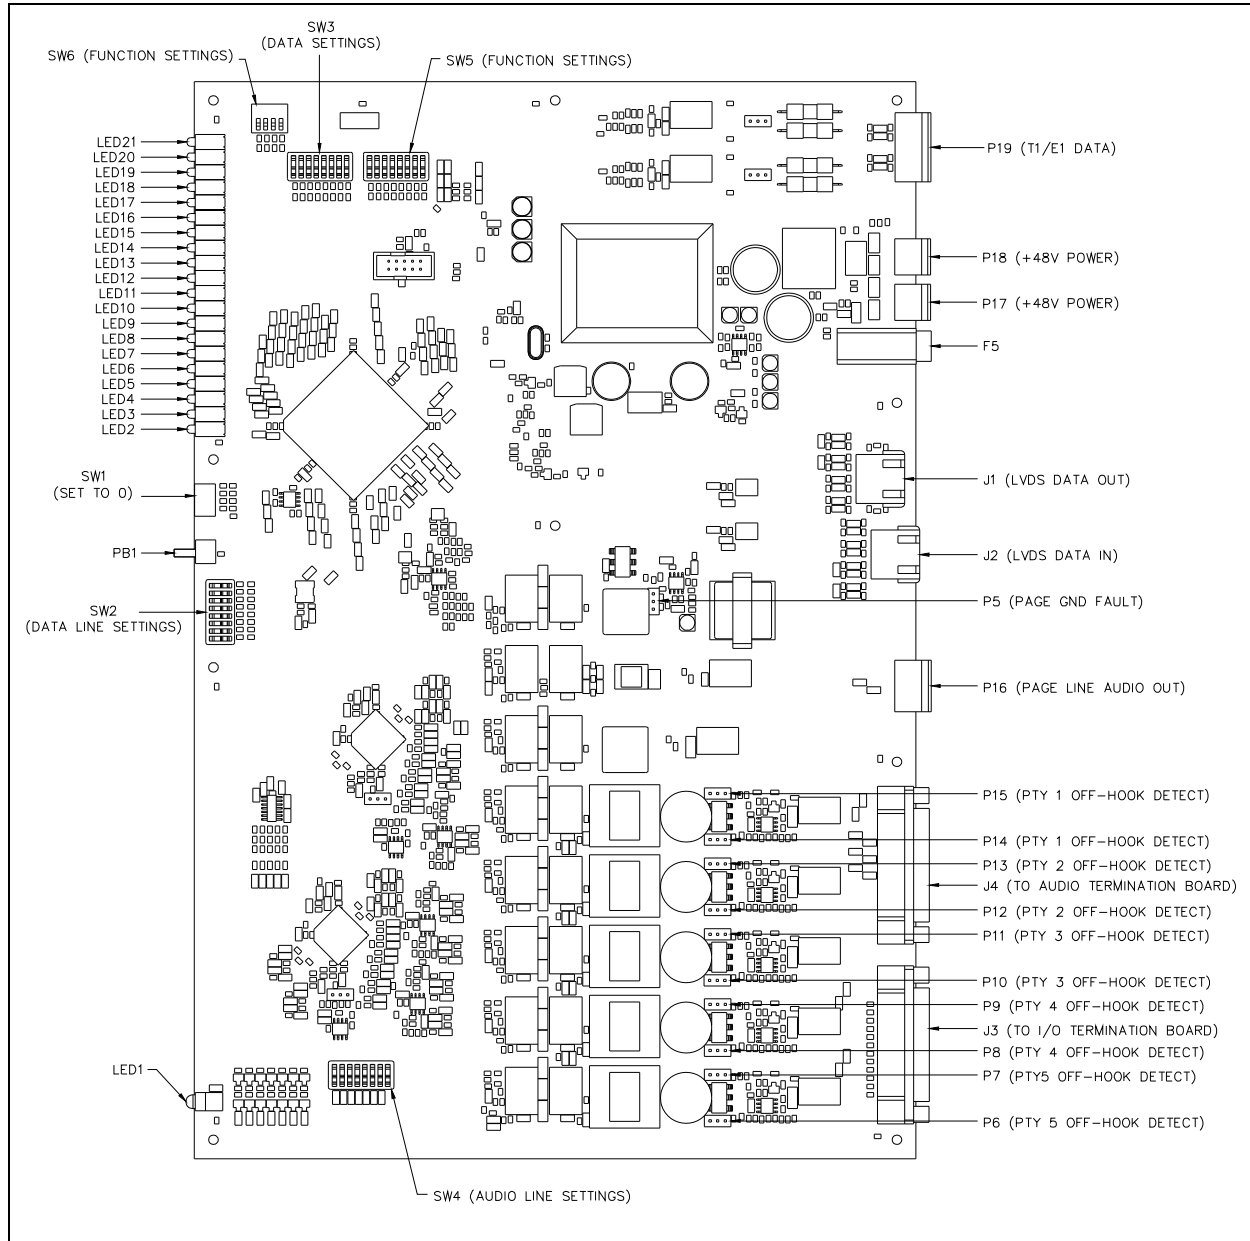 SW3
(DATA SETTINGS)
SW6 (FUNCTION SETTINGS)
SW5 (FUNCTION SETTINGS)
LED21
LED20
LED19
LED18
LED17
LED16
LED15
LED14
LED13
LED12
LED11
LED10
LED9
LED8
LED7
LED6
LED5
LED4
LED3
LED2
SW1
(SET TO 0)
PB1
SW2
(DATA LINE SETTINGS)
LED1
SW4 (AUDIO LINE SETTINGS)
P19 (T1/E1 DATA)
P18 (+48V POWER)
P17 (+48V POWER)
F5
J1 (LVDS DATA OUT)
J2 (LVDS DATA IN)
P5 (PAGE GND FAULT)
P16 (PAGE LINE AUDIO OUT)
P15 (PTY 1 OFF-HOOK DETECT)
P14 (PTY 1 OFF-HOOK DETECT)
P13 (PTY 2 OFF-HOOK DETECT)
J4 (TO AUDIO TERMINATION BOARD)
P12 (PTY 2 OFF-HOOK DETECT)
P11 (PTY 3 OFF-HOOK DETECT)
P10 (PTY 3 OFF-HOOK DETECT)
P9 (PTY 4 OFF-HOOK DETECT)
J3 (TO I/O TERMINATION BOARD)
P8 (PTY 4 OFF-HOOK DETECT)
P7 (PTY5 OFF-HOOK DETECT)
P6 (PTY 5 OFF-HOOK DETECT)